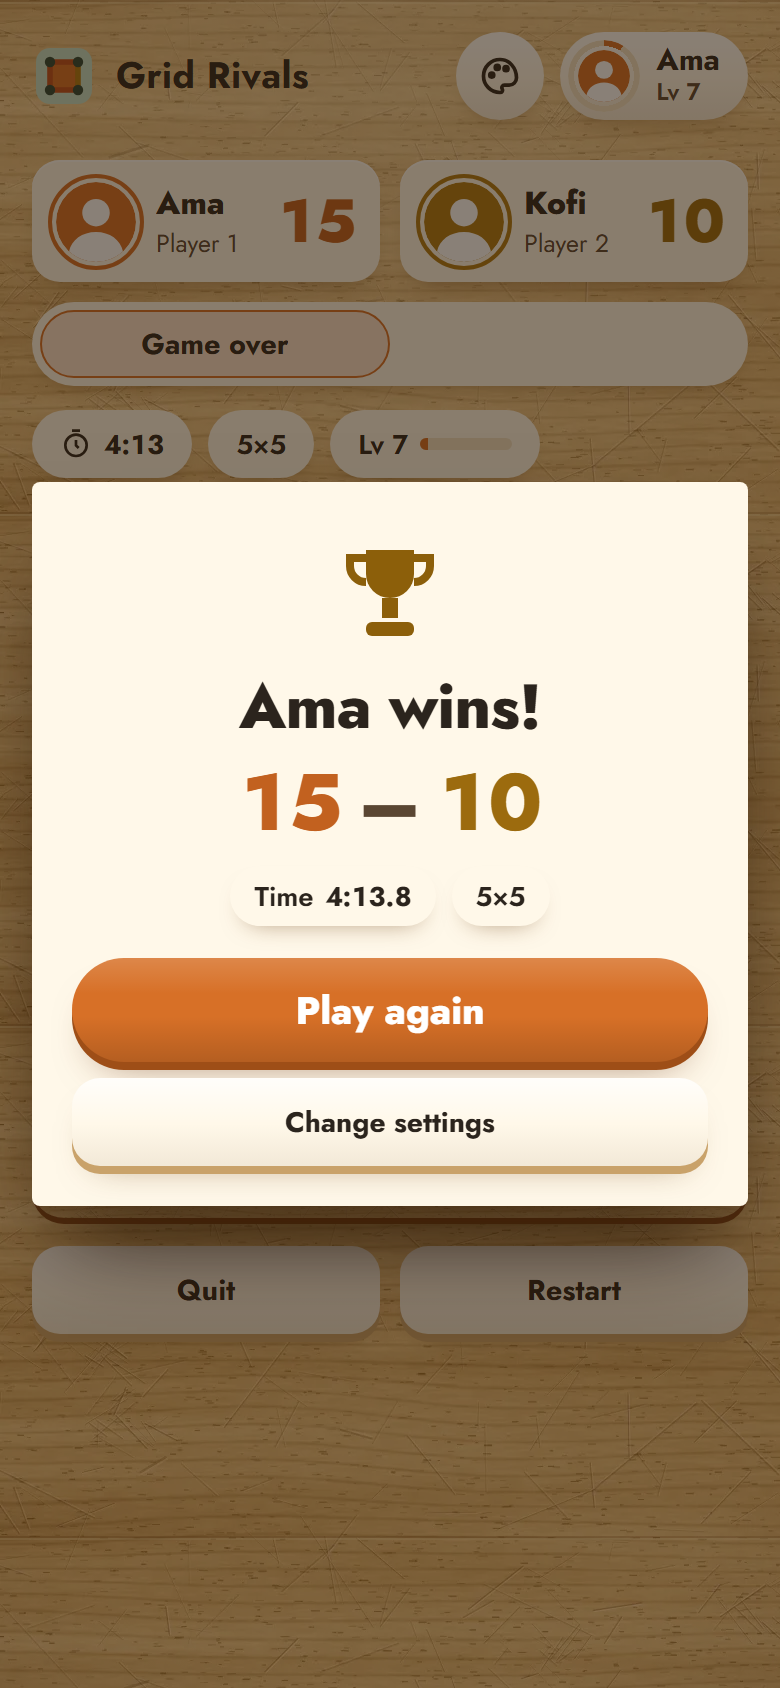 Grid Rivals
Ama
Lv 7
Ama
Player 1
15
Kofi
Player 2
10
Game over
4:13
5×5
Lv 7
Ama wins!
15 – 10
Time 4:13.8
5×5
Play again
Change settings
Quit
Restart